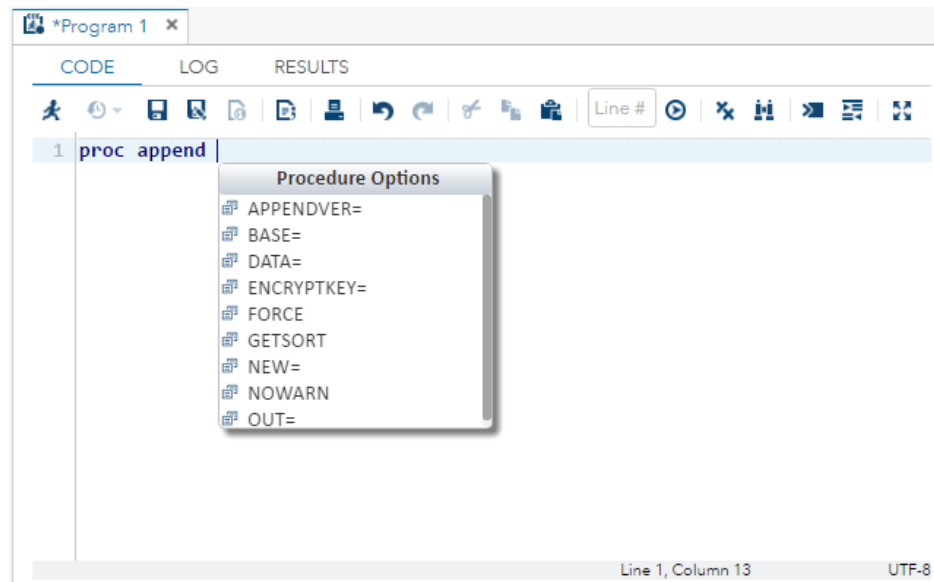 *Program 1 ×
CODE LOG RESULTS
Line #
1 proc append
Procedure Options
APPENDVER=
BASE=
DATA=
ENCRYPTKEY=
FORCE
GETSORT
NEW=
NOWARN
OUT=
Line 1, Column 13 UTF-8